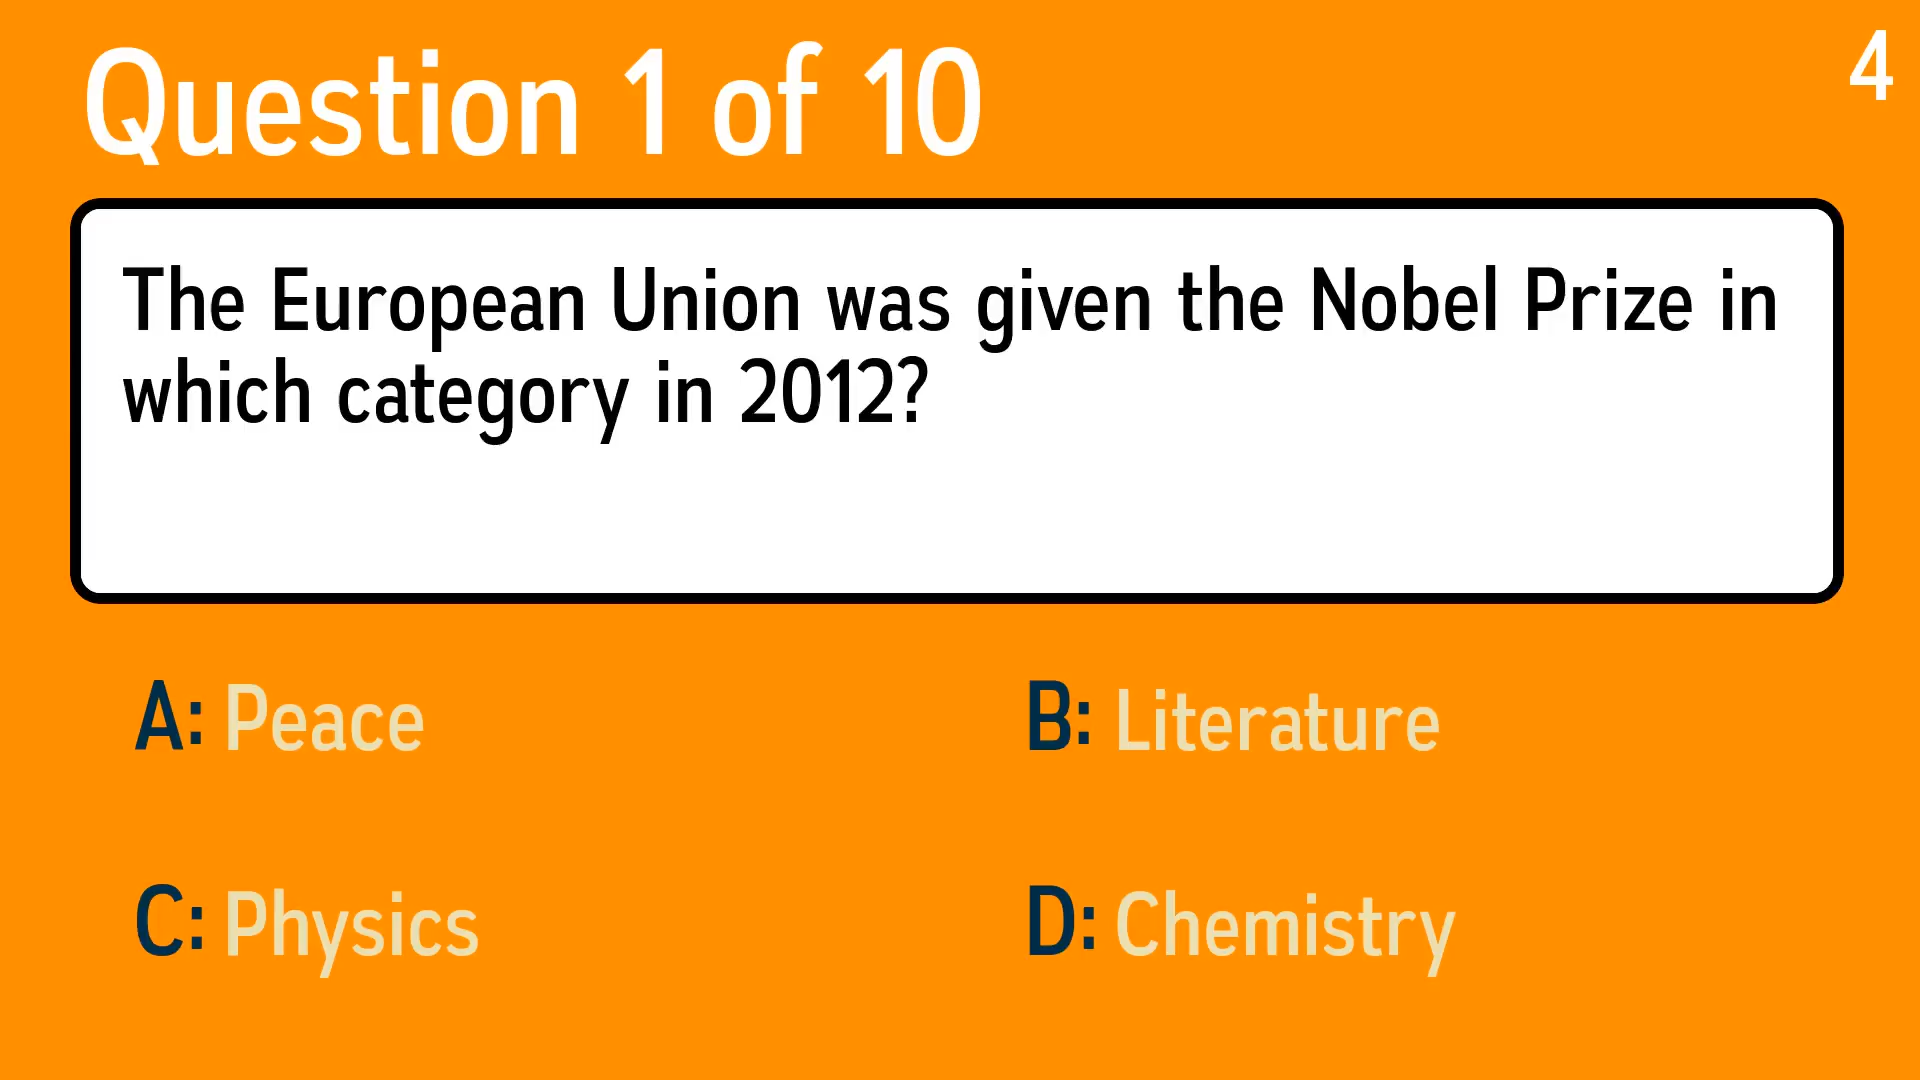 Question 1 of 10
4
The European Union was given the Nobel Prize in
which category in 2012?
A: Peace
B: Literature
C: Physics
D: Chemistry